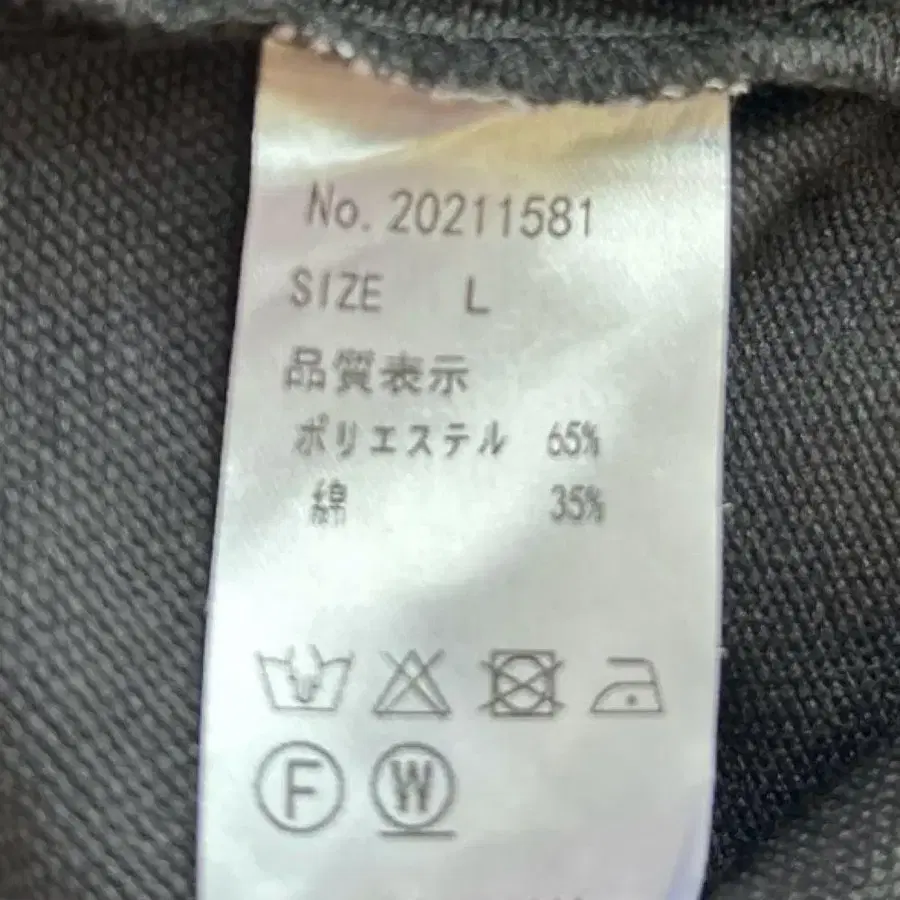 No. 20211581
SIZE L
品質表示
ポリエステル 65%
綿 35%
F W